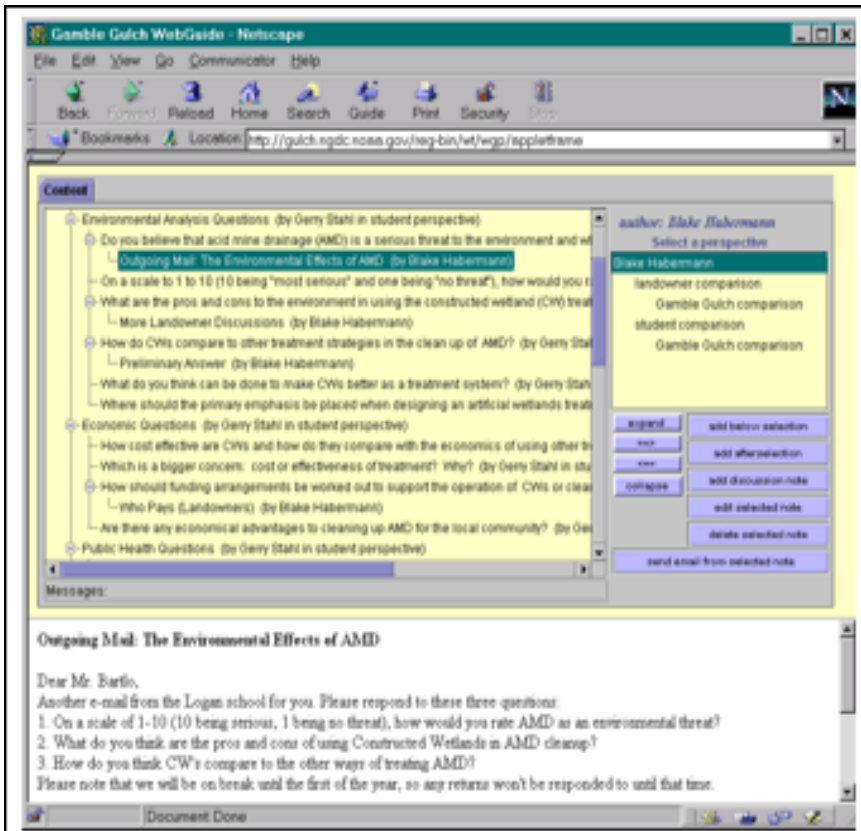 Gamble Gulch WebGuide - Netscape
File Edit View Go Communicator Help
Back Forward Reload Home Search Guide Print Security Stop
Bookmarks Location: http://gulch.ngdc.noaa.gov/reg-bin/wt/wgp/appletframe
Content
Environmental Analysis Questions (by Gerry Stahl in student perspective)
Do you believe that acid mine drainage (AMD) is a serious threat to the environment and wh
Outgoing Mail: The Environmental Effects of AMD (by Blake Habermann)
On a scale to 1 to 10 (10 being "most serious" and one being "no threat"), how would you r
What are the pros and cons to the environment in using the constructed wetland (CW) treat
More Landowner Discussions (by Blake Habermann)
How do CWs compare to other treatment strategies in the clean up of AMD? (by Gerry Stal
Preliminary Answer (by Blake Habermann)
What do you think can be done to make CWs better as a treatment system? (by Gerry Stah
Where should the primary emphasis be placed when designing an artificial wetlands treat
Economic Questions (by Gerry Stahl in student perspective)
How cost effective are CWs and how do they compare with the economics of using other tr
Which is a bigger concern: cost or effectiveness of treatment? Why? (by Gerry Stahl in stu
How should funding arrangements be worked out to support the operation of CWs or clea
Who Pays (Landowners) (by Blake Habermann)
Are there any economical advantages to cleaning up AMD for the local community? (by Ge
Public Health Questions (by Gerry Stahl in student perspective)
Messages:
author: Blake Habermann
Select a perspective
Blake Habermann
landowner comparison
Gamble Gulch comparison
student comparison
Gamble Gulch comparison
expand
add below selection
==>
add after selection
<==
add discussion note
collapse
edit selected note
delete selected note
send email from selected note
Outgoing Mail: The Environmental Effects of AMD
Dear Mr. Bartlo,
Another e-mail from the Logan school for you. Please respond to these three questions:
1. On a scale of 1-10 (10 being serious, 1 being no threat), how would you rate AMD as an environmental threat?
2. What do you think are the pros and cons of using Constructed Wetlands in AMD cleanup?
3. How do you think CW's compare to the other ways of treating AMD?
Please note that we will be on break until the first of the year, so any returns won't be responded to until that time.
Document Done